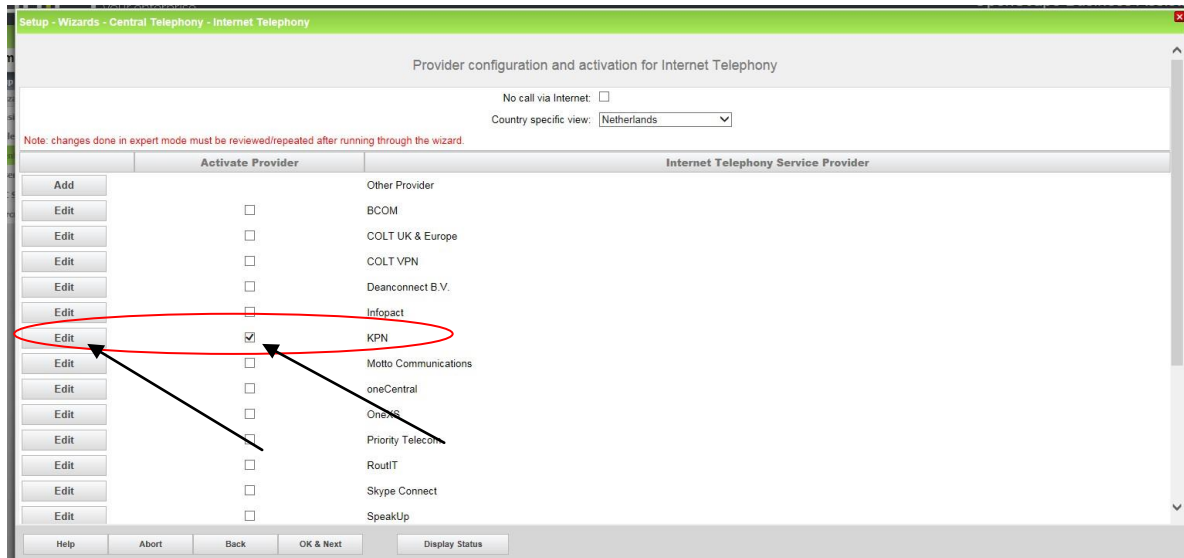 Setup - Wizards - Central Telephony - Internet Telephony
Provider configuration and activation for Internet Telephony
No call via Internet:
Country specific view: Netherlands
Note: changes done in expert mode must be reviewed/repeated after running through the wizard.
Activate Provider Internet Telephony Service Provider
Add Other Provider
Edit BCOM
Edit COLT UK & Europe
Edit COLT VPN
Edit Deanconnect B.V.
Edit Infopact
Edit KPN
Edit Motto Communications
Edit oneCentral
Edit OneXS
Edit Priority Telecom
Edit RoutIT
Edit Skype Connect
Edit SpeakUp
Help Abort Back OK & Next Display Status